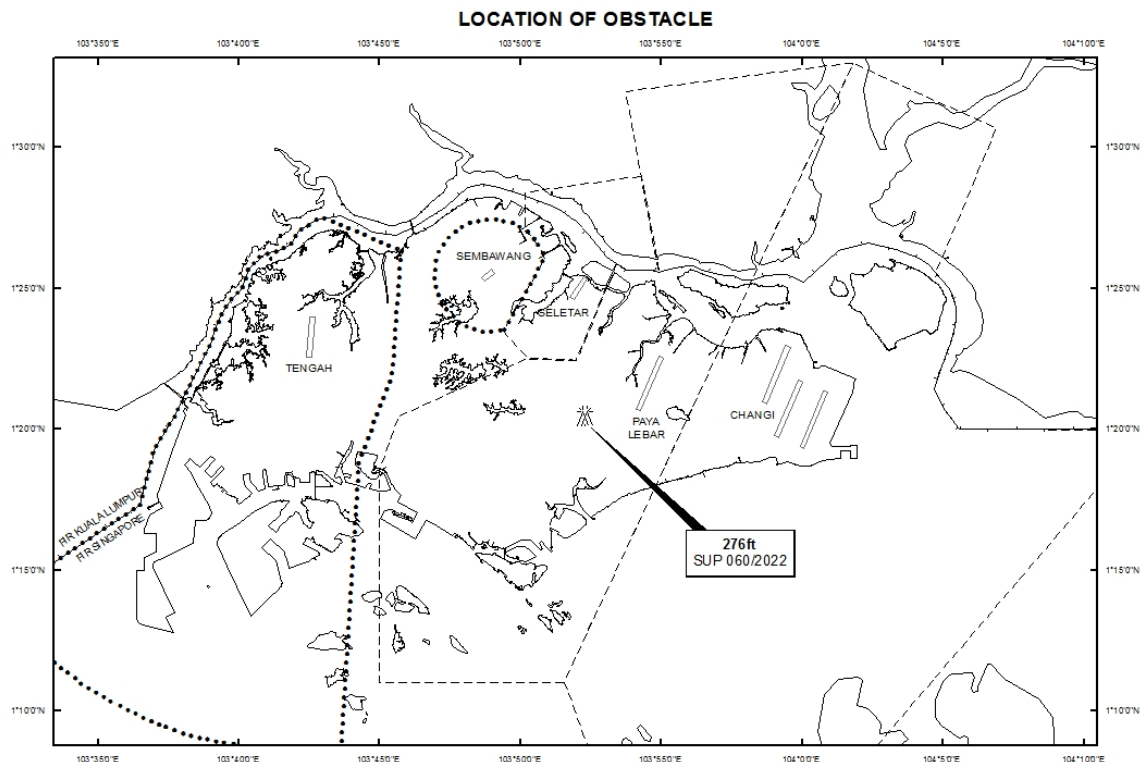 LOCATION OF OBSTACLE
103°35'0"E 103°40'0"E 103°45'0"E 103°50'0"E 103°55'0"E 104°0'0"E 104°5'0"E 104°10'0"E
1°30'0"N 1°30'0"N
SEMBAWANG
1°25'0"N 1°25'0"N
SELETAR
TENGAH
CHANGI
PAYA
LEBAR
1°20'0"N 1°20'0"N
FIR KUALA LUMPUR
FIR SINGAPORE
276ft
SUP 060/2022
1°15'0"N 1°15'0"N
1°10'0"N 1°10'0"N
103°35'0"E 103°40'0"E 103°45'0"E 103°50'0"E 103°55'0"E 104°0'0"E 104°5'0"E 104°10'0"E